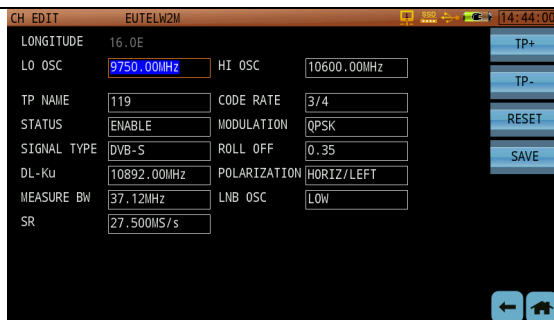 CH EDIT EUTELW2M SSD 14:44:00
LONGITUDE 16.0E
LO OSC 9750.00MHz HI OSC 10600.00MHz
TP NAME 119 CODE RATE 3/4
STATUS ENABLE MODULATION QPSK
SIGNAL TYPE DVB-S ROLL OFF 0.35
DL-Ku 10892.00MHz POLARIZATION HORIZ/LEFT
MEASURE BW 37.12MHz LNB OSC LOW
SR 27.500MS/s
TP+
TP-
RESET
SAVE